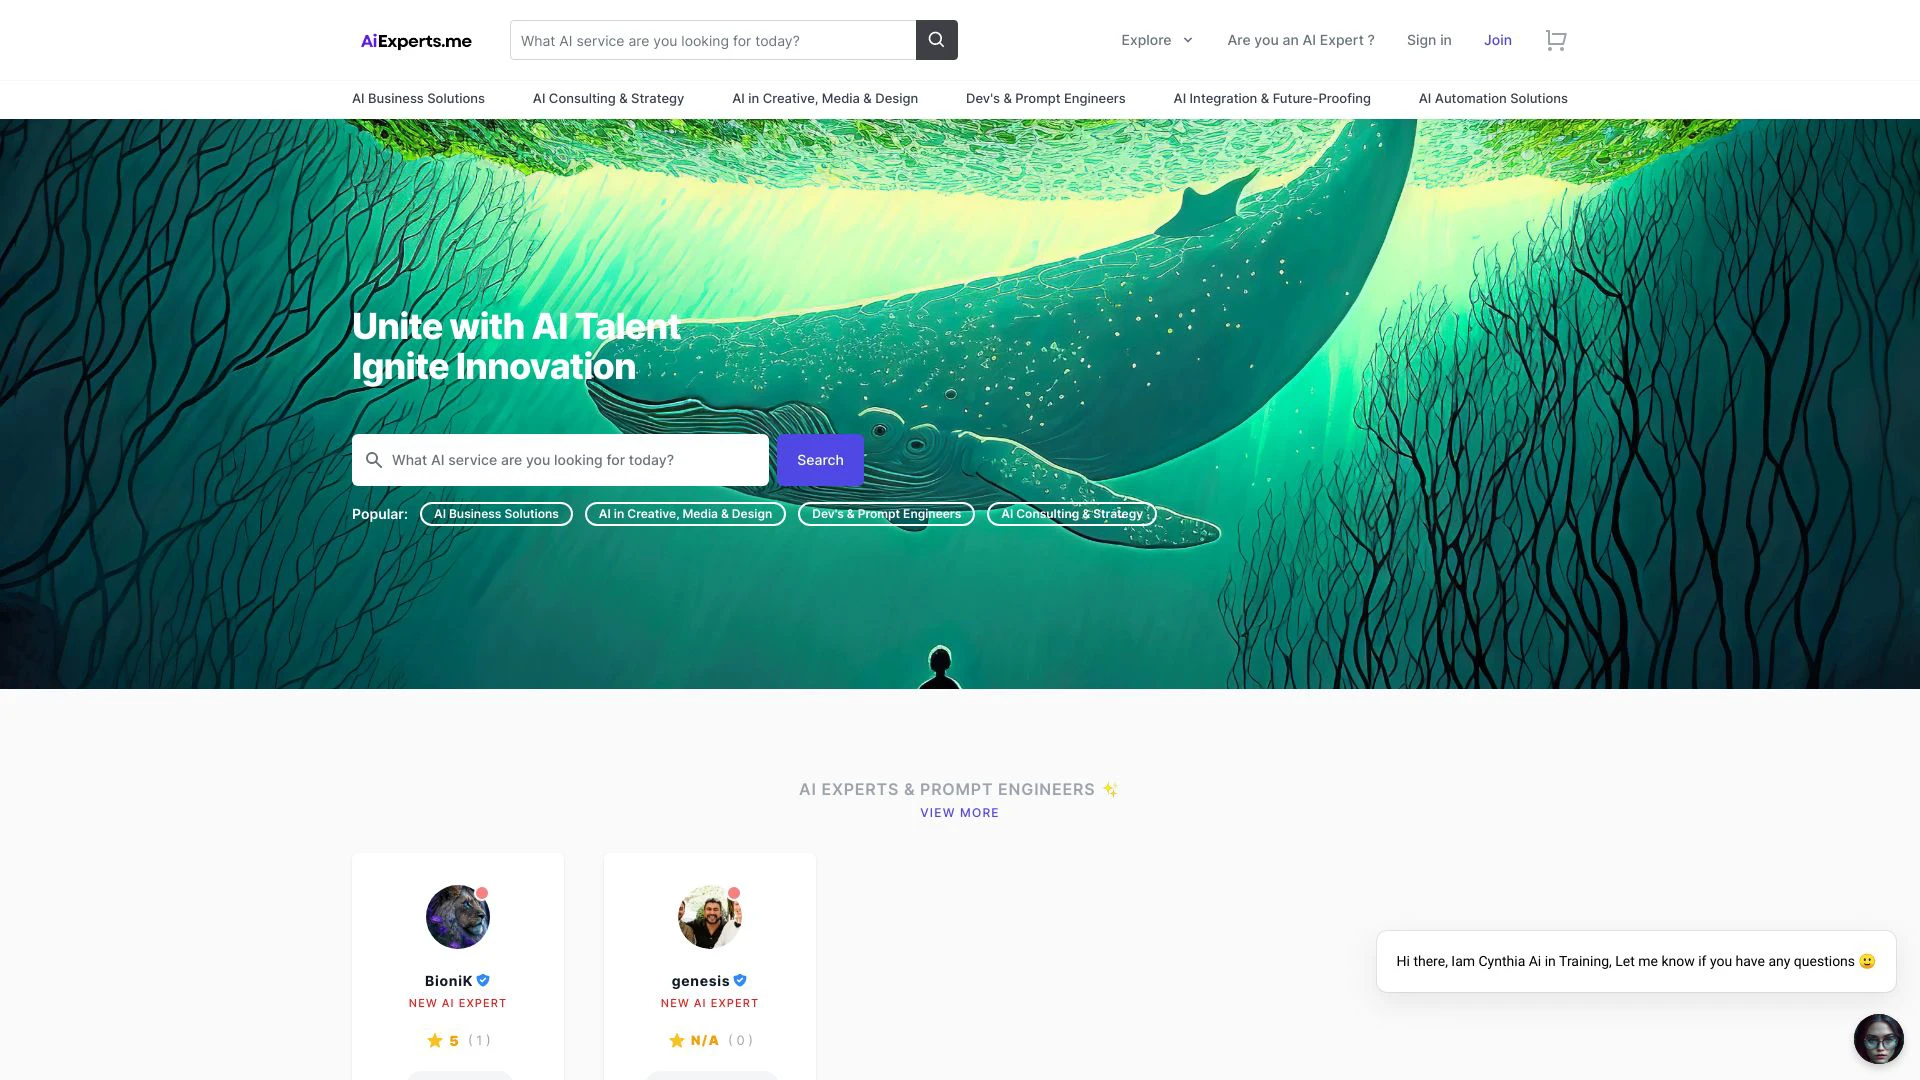 AiExperts.me
What AI service are you looking for today?
Explore
Are you an AI Expert ?
Sign in
Join
AI Business Solutions
AI Consulting & Strategy
AI in Creative, Media & Design
Dev's & Prompt Engineers
AI Integration & Future-Proofing
AI Automation Solutions
Unite with AI Talent
Ignite Innovation
What AI service are you looking for today?
Search
Popular:
AI Business Solutions
AI in Creative, Media & Design
Dev's & Prompt Engineers
AI Consulting & Strategy
AI EXPERTS & PROMPT ENGINEERS ✨
VIEW MORE
BioniK
NEW AI EXPERT
5 ( 1 )
genesis
NEW AI EXPERT
N/A ( 0 )
Hi there, Iam Cynthia Ai in Training, Let me know if you have any questions 🙂